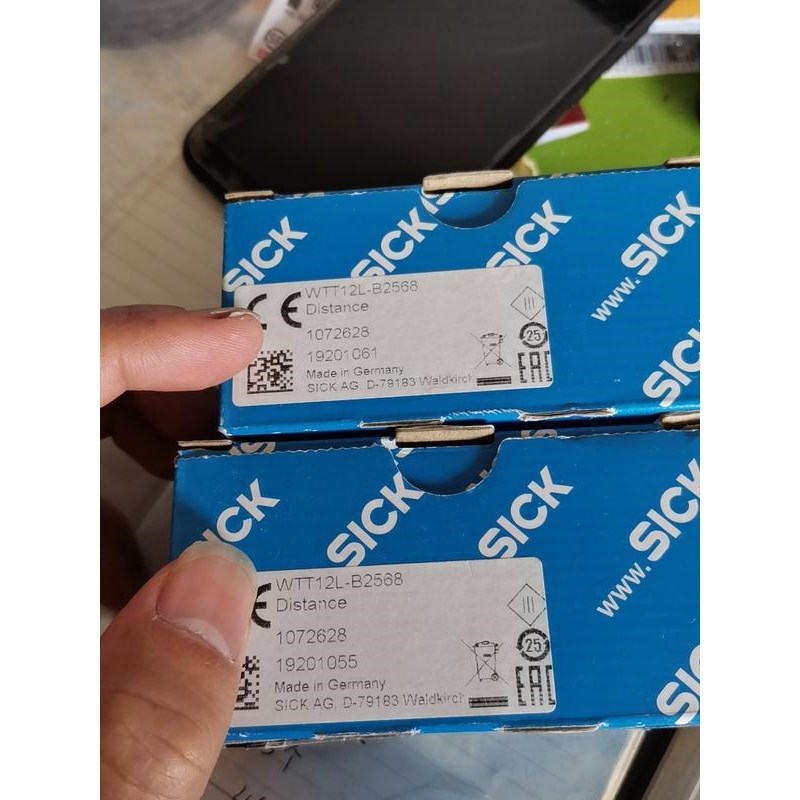 SICK
SICK
SICK
www.SICK
SICK
CE
WTT12L-B2568
Distance
1072628
19201061
Made in Germany
SICK AG, D-79183 Waldkirch
25
EAC
SICK
SICK
SICK
www.SICK
WTT12L-B2568
Distance
1072628
19201055
Made in Germany
SICK AG, D-79183 Waldkirch
25
EAC